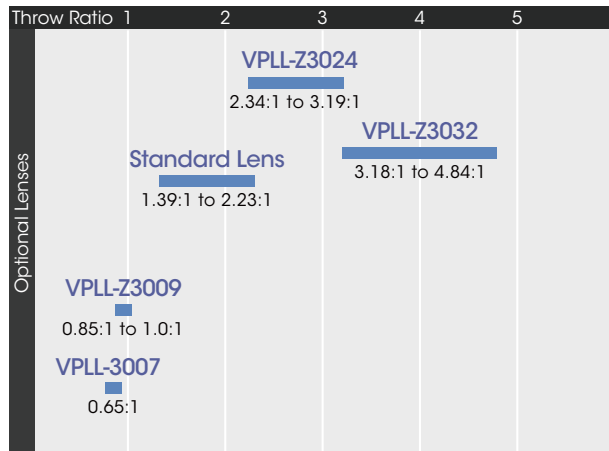 Throw Ratio 1 2 3 4 5
Optional Lenses
VPLL-Z3024
2.34:1 to 3.19:1
VPLL-Z3032
3.18:1 to 4.84:1
Standard Lens
1.39:1 to 2.23:1
VPLL-Z3009
0.85:1 to 1.0:1
VPLL-3007
0.65:1